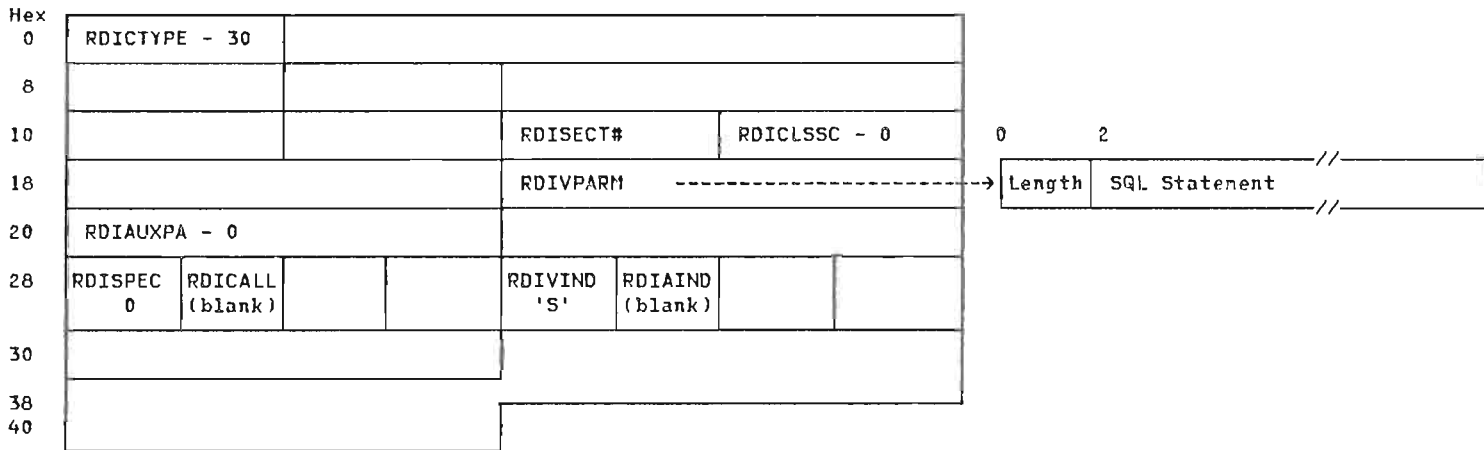 Hex
0 RDICTYPE - 30
8
10 RDISECT# RDICLSSC - 0 0 2
18 RDIVPARM -----------------------→ Length SQL Statement
20 RDIAUXPA - 0
28 RDISPEC RDICALL RDIVIND RDIAIND
0 (blank) 'S' (blank)
30
38
40